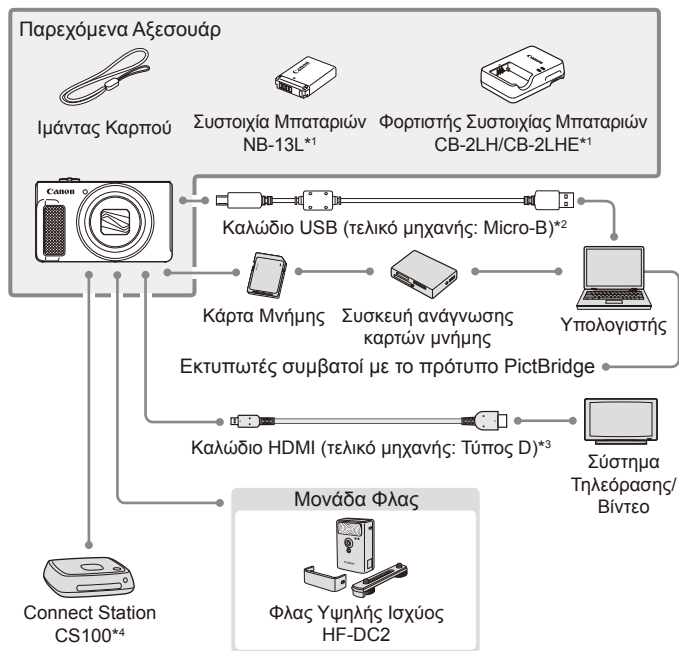 Παρεχόμενα Αξεσουάρ
Ιμάντας Καρπού
Συστοιχία Μπαταριών
NB-13L*1
Φορτιστής Συστοιχίας Μπαταριών
CB-2LH/CB-2LHE*1
Canon
Καλώδιο USB (τελικό μηχανής: Micro-B)*2
Κάρτα Μνήμης
Συσκευή ανάγνωσης
καρτών μνήμης
Υπολογιστής
Εκτυπωτές συμβατοί με το πρότυπο PictBridge
Καλώδιο HDMI (τελικό μηχανής: Τύπος D)*3
Σύστημα
Τηλεόρασης/
Βίντεο
Μονάδα Φλας
Φλας Υψηλής Ισχύος
HF-DC2
Connect Station
CS100*4